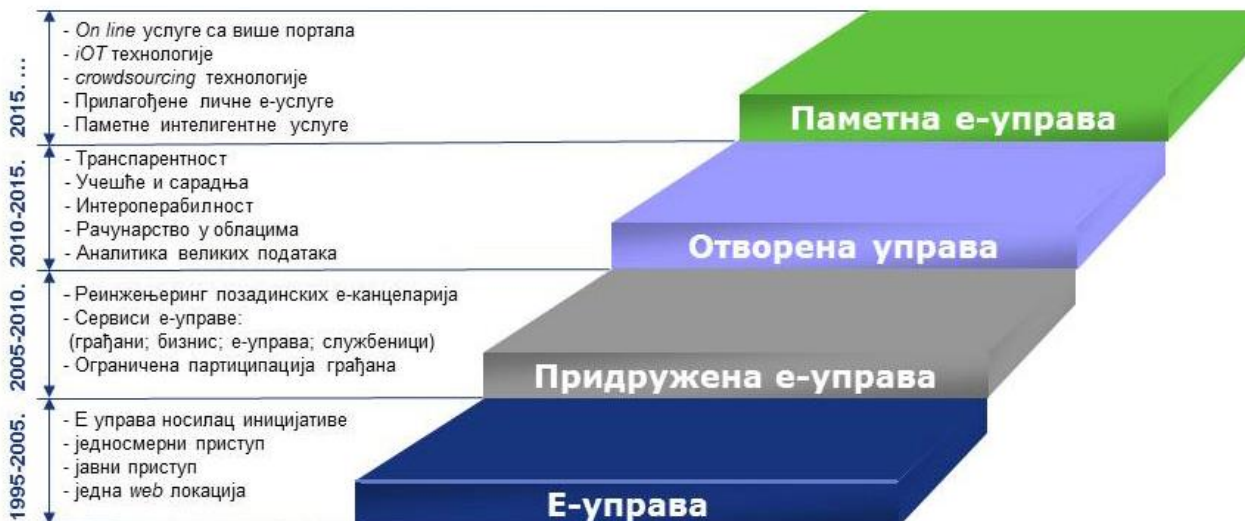 2015. ...
- On line услуге са више портала
- iOT технологије
- crowdsourcing технологије
- Прилагођене личне е-услуге
- Паметне интелигентне услуге
Паметна е-управа
2010-2015.
- Транспарентност
- Учешће и сарадња
- Интероперабилност
- Рачунарство у облацима
- Аналитика великих података
Отворена управа
2005-2010.
- Реинжењеринг позадинских е-канцеларија
- Сервиси е-управе:
(грађани; бизнис; е-управа; службеници)
- Ограничена партиципација грађана
Придружена е-управа
1995-2005.
- Е управа носилац иницијативе
- једносмерни приступ
- јавни приступ
- једна web локација
Е-управа